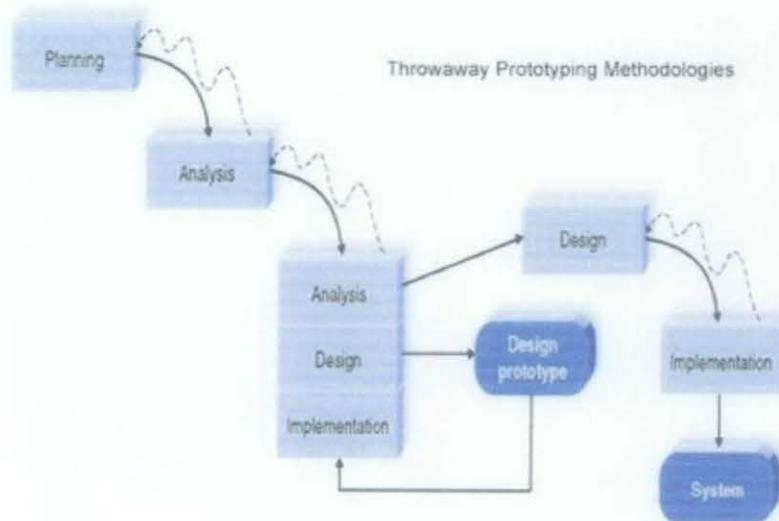 Planning
Throwaway Prototyping Methodologies
Analysis
Design
Analysis
Design
Implementation
Design
prototype
Implementation
System